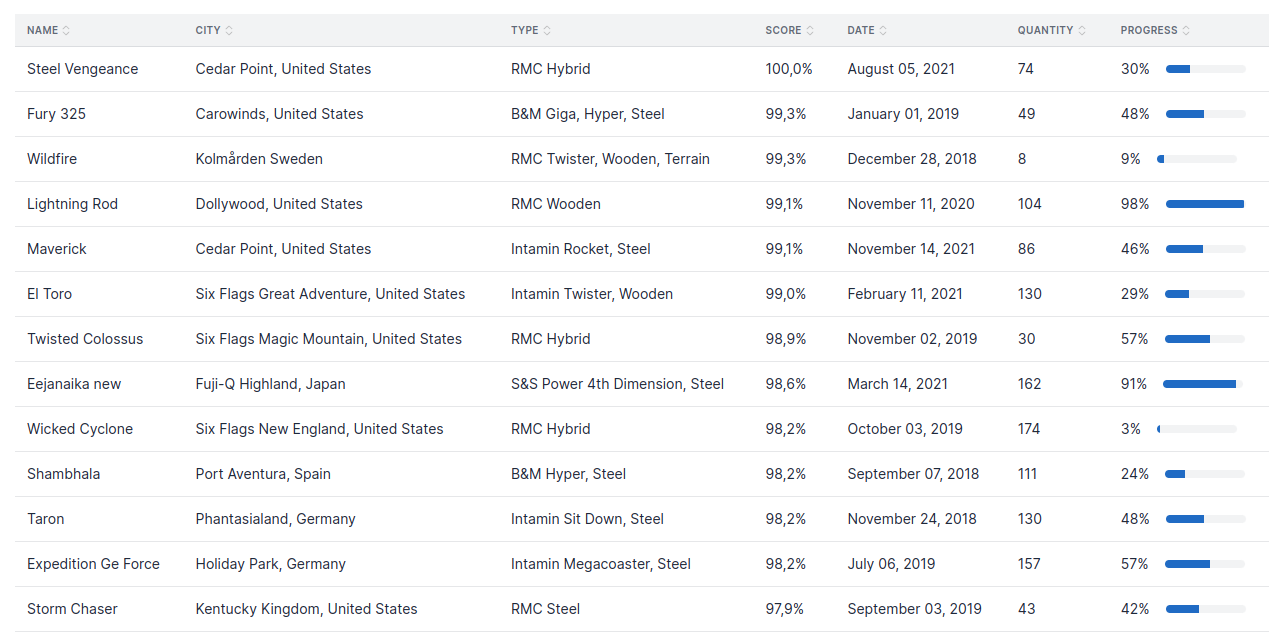 NAME CITY TYPE SCORE DATE QUANTITY PROGRESS
Steel Vengeance Cedar Point, United States RMC Hybrid 100,0% August 05, 2021 74 30%
Fury 325 Carowinds, United States B&M Giga, Hyper, Steel 99,3% January 01, 2019 49 48%
Wildfire Kolmården Sweden RMC Twister, Wooden, Terrain 99,3% December 28, 2018 8 9%
Lightning Rod Dollywood, United States RMC Wooden 99,1% November 11, 2020 104 98%
Maverick Cedar Point, United States Intamin Rocket, Steel 99,1% November 14, 2021 86 46%
El Toro Six Flags Great Adventure, United States Intamin Twister, Wooden 99,0% February 11, 2021 130 29%
Twisted Colossus Six Flags Magic Mountain, United States RMC Hybrid 98,9% November 02, 2019 30 57%
Eejanaika new Fuji-Q Highland, Japan S&S Power 4th Dimension, Steel 98,6% March 14, 2021 162 91%
Wicked Cyclone Six Flags New England, United States RMC Hybrid 98,2% October 03, 2019 174 3%
Shambhala Port Aventura, Spain B&M Hyper, Steel 98,2% September 07, 2018 111 24%
Taron Phantasialand, Germany Intamin Sit Down, Steel 98,2% November 24, 2018 130 48%
Expedition Ge Force Holiday Park, Germany Intamin Megacoaster, Steel 98,2% July 06, 2019 157 57%
Storm Chaser Kentucky Kingdom, United States RMC Steel 97,9% September 03, 2019 43 42%